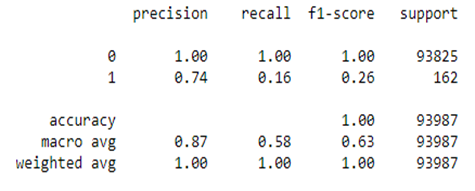 precision recall f1-score support
0 1.00 1.00 1.00 93825
1 0.74 0.16 0.26 162
accuracy 1.00 93987
macro avg 0.87 0.58 0.63 93987
weighted avg 1.00 1.00 1.00 93987